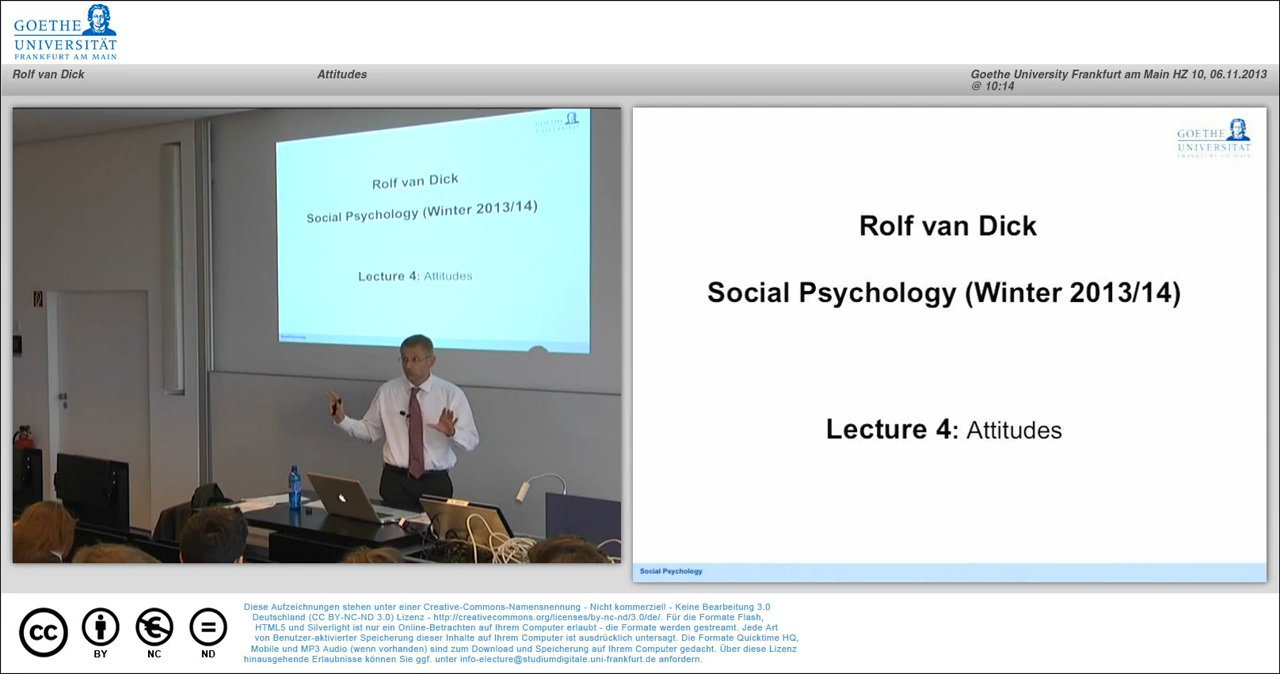 GOETHE
UNIVERSITÄT
FRANKFURT AM MAIN
Rolf van Dick
Attitudes
Goethe University Frankfurt am Main HZ 10, 06.11.2013
@ 10:14
GOETHE
UNIVERSITÄT
Rolf van Dick
Social Psychology (Winter 2013/14)
Lecture 4: Attitudes
GOETHE
UNIVERSITÄT
FRANKFURT AM MAIN
Rolf van Dick
Social Psychology (Winter 2013/14)
Lecture 4: Attitudes
Social Psychology
cc
BY
NC
ND
Diese Aufzeichnungen stehen unter einer Creative-Commons-Namensnennung - Nicht kommerziell - Keine Bearbeitung 3.0
Deutschland (CC BY-NC-ND 3.0) Lizenz - http://creativecommons.org/licenses/by-nc-nd/3.0/de/. Für die Formate Flash,
HTML5 und Silverlight ist nur ein Online-Betrachten auf Ihrem Computer erlaubt - die Formate werden gestreamt. Jede Art
von Benutzer-aktivierter Speicherung dieser Inhalte auf Ihrem Computer ist ausdrücklich untersagt. Die Formate Quicktime HQ,
Mobile und MP3 Audio (wenn vorhanden) sind zum Download und Speicherung auf Ihrem Computer gedacht. Über diese Lizenz
hinausgehende Erlaubnisse können Sie ggf. unter info-electure@studiumdigitale.uni-frankfurt.de anfordern.